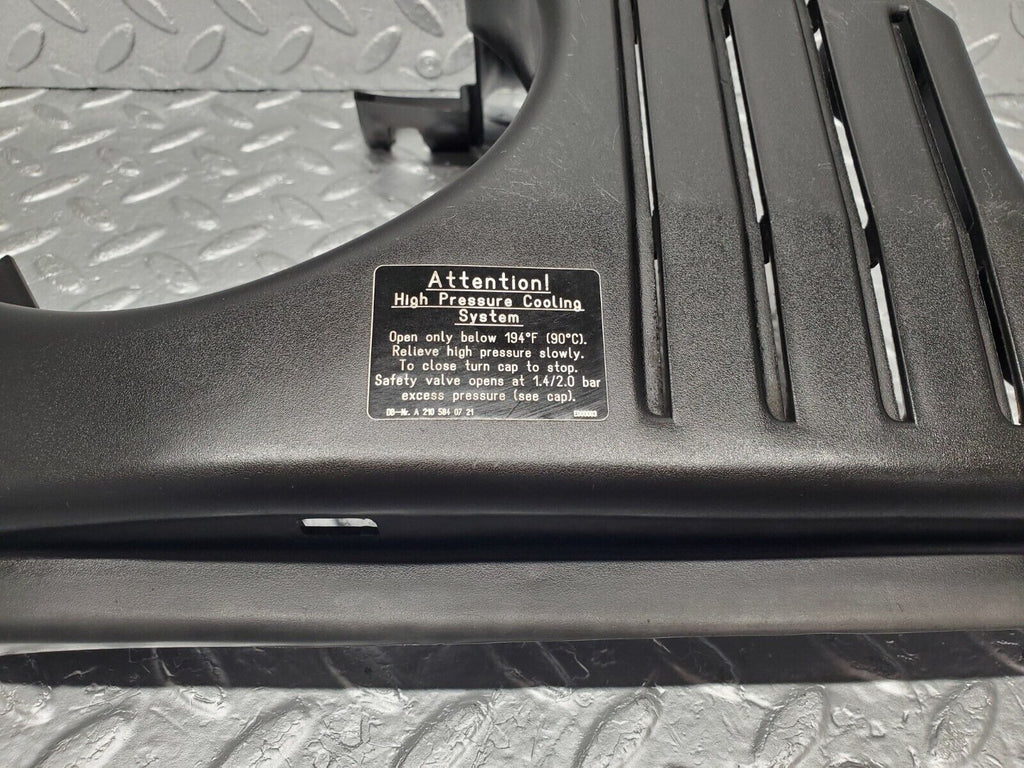 Attention!
High Pressure Cooling
System
Open only below 194°F (90°C).
Relieve high pressure slowly.
To close turn cap to stop.
Safety valve opens at 1.4/2.0 bar
excess pressure (see cap).
DB-Nr. A 210 584 07 21 E000003